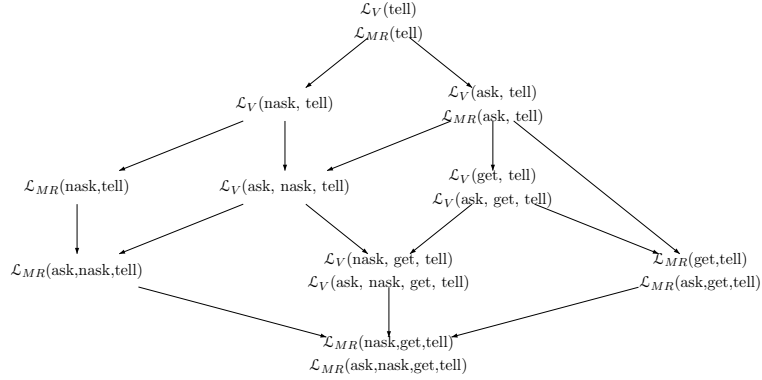 ℒ_V(tell)
ℒ_MR(tell)
ℒ_V(nask, tell)
ℒ_V(ask, tell)
ℒ_MR(ask, tell)
ℒ_MR(nask,tell)
ℒ_V(ask, nask, tell)
ℒ_V(get, tell)
ℒ_V(ask, get, tell)
ℒ_MR(ask,nask,tell)
ℒ_V(nask, get, tell)
ℒ_V(ask, nask, get, tell)
ℒ_MR(get,tell)
ℒ_MR(ask,get,tell)
ℒ_MR(nask,get,tell)
ℒ_MR(ask,nask,get,tell)